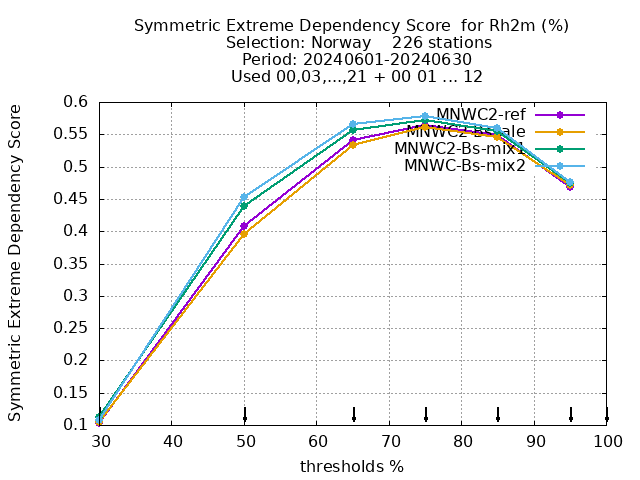 Symmetric Extreme Dependency Score  for Rh2m (%)
Selection: Norway    226 stations
Period: 20240601-20240630
Used 00,03,...,21 + 00 01 ... 12
Symmetric Extreme Dependency Score
0.6
0.55
0.5
0.45
0.4
0.35
0.3
0.25
0.2
0.15
0.1
MNWC2-ref
MNWC2-Bs-mix1
MNWC-Bs-mix2
30 40 50 60 70 80 90 100
thresholds %